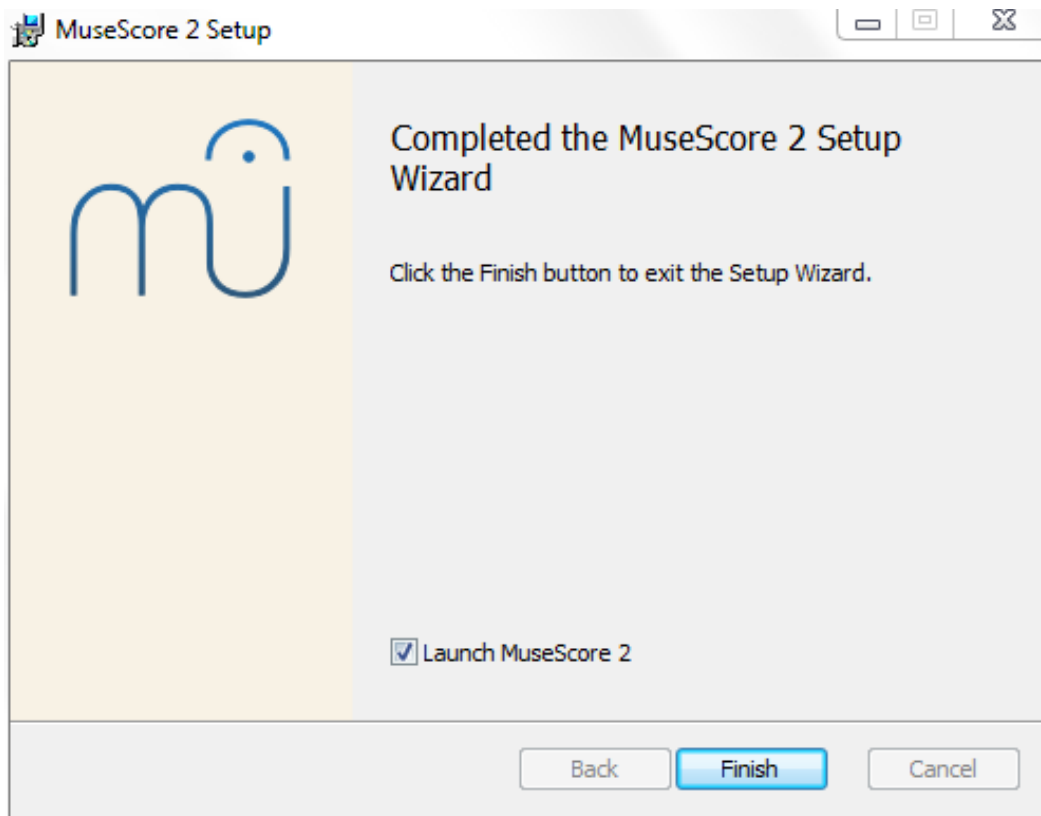 MuseScore 2 Setup
Completed the MuseScore 2 Setup
Wizard
Click the Finish button to exit the Setup Wizard.
Launch MuseScore 2
Back
Finish
Cancel